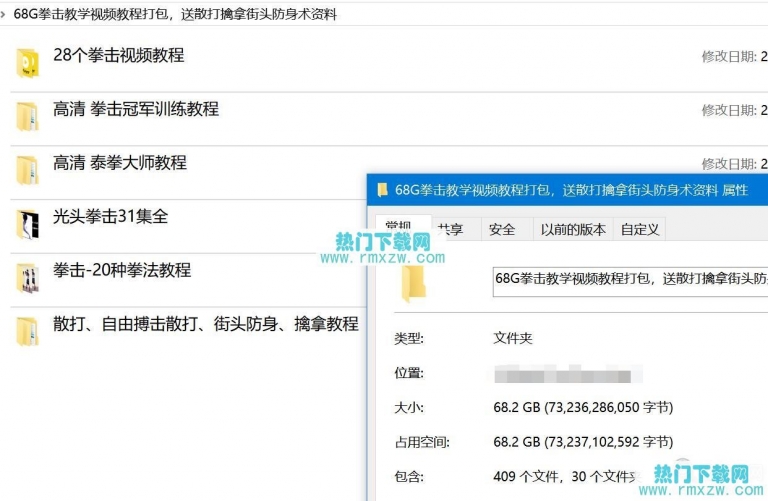 68G拳击教学视频教程打包，送散打擒拿街头防身术资料
28个拳击视频教程
修改日期: 2
高清 拳击冠军训练教程
修改日期: 2
高清 泰拳大师教程
修改日期: 2
光头拳击31集全
拳击-20种拳法教程
散打、自由搏击散打、街头防身、擒拿教程
68G拳击教学视频教程打包，送散打擒拿街头防身术资料 属性
常规 共享 安全 以前的版本 自定义
热门下载网
www.rmxzw.com
68G拳击教学视频教程打包，送散打擒拿街头防身
类型: 文件夹
位置:
大小: 68.2 GB (73,236,286,050 字节)
占用空间: 68.2 GB (73,237,102,592 字节)
包含: 409 个文件，30 个文件夹
热门下载网
www.rmxzw.com